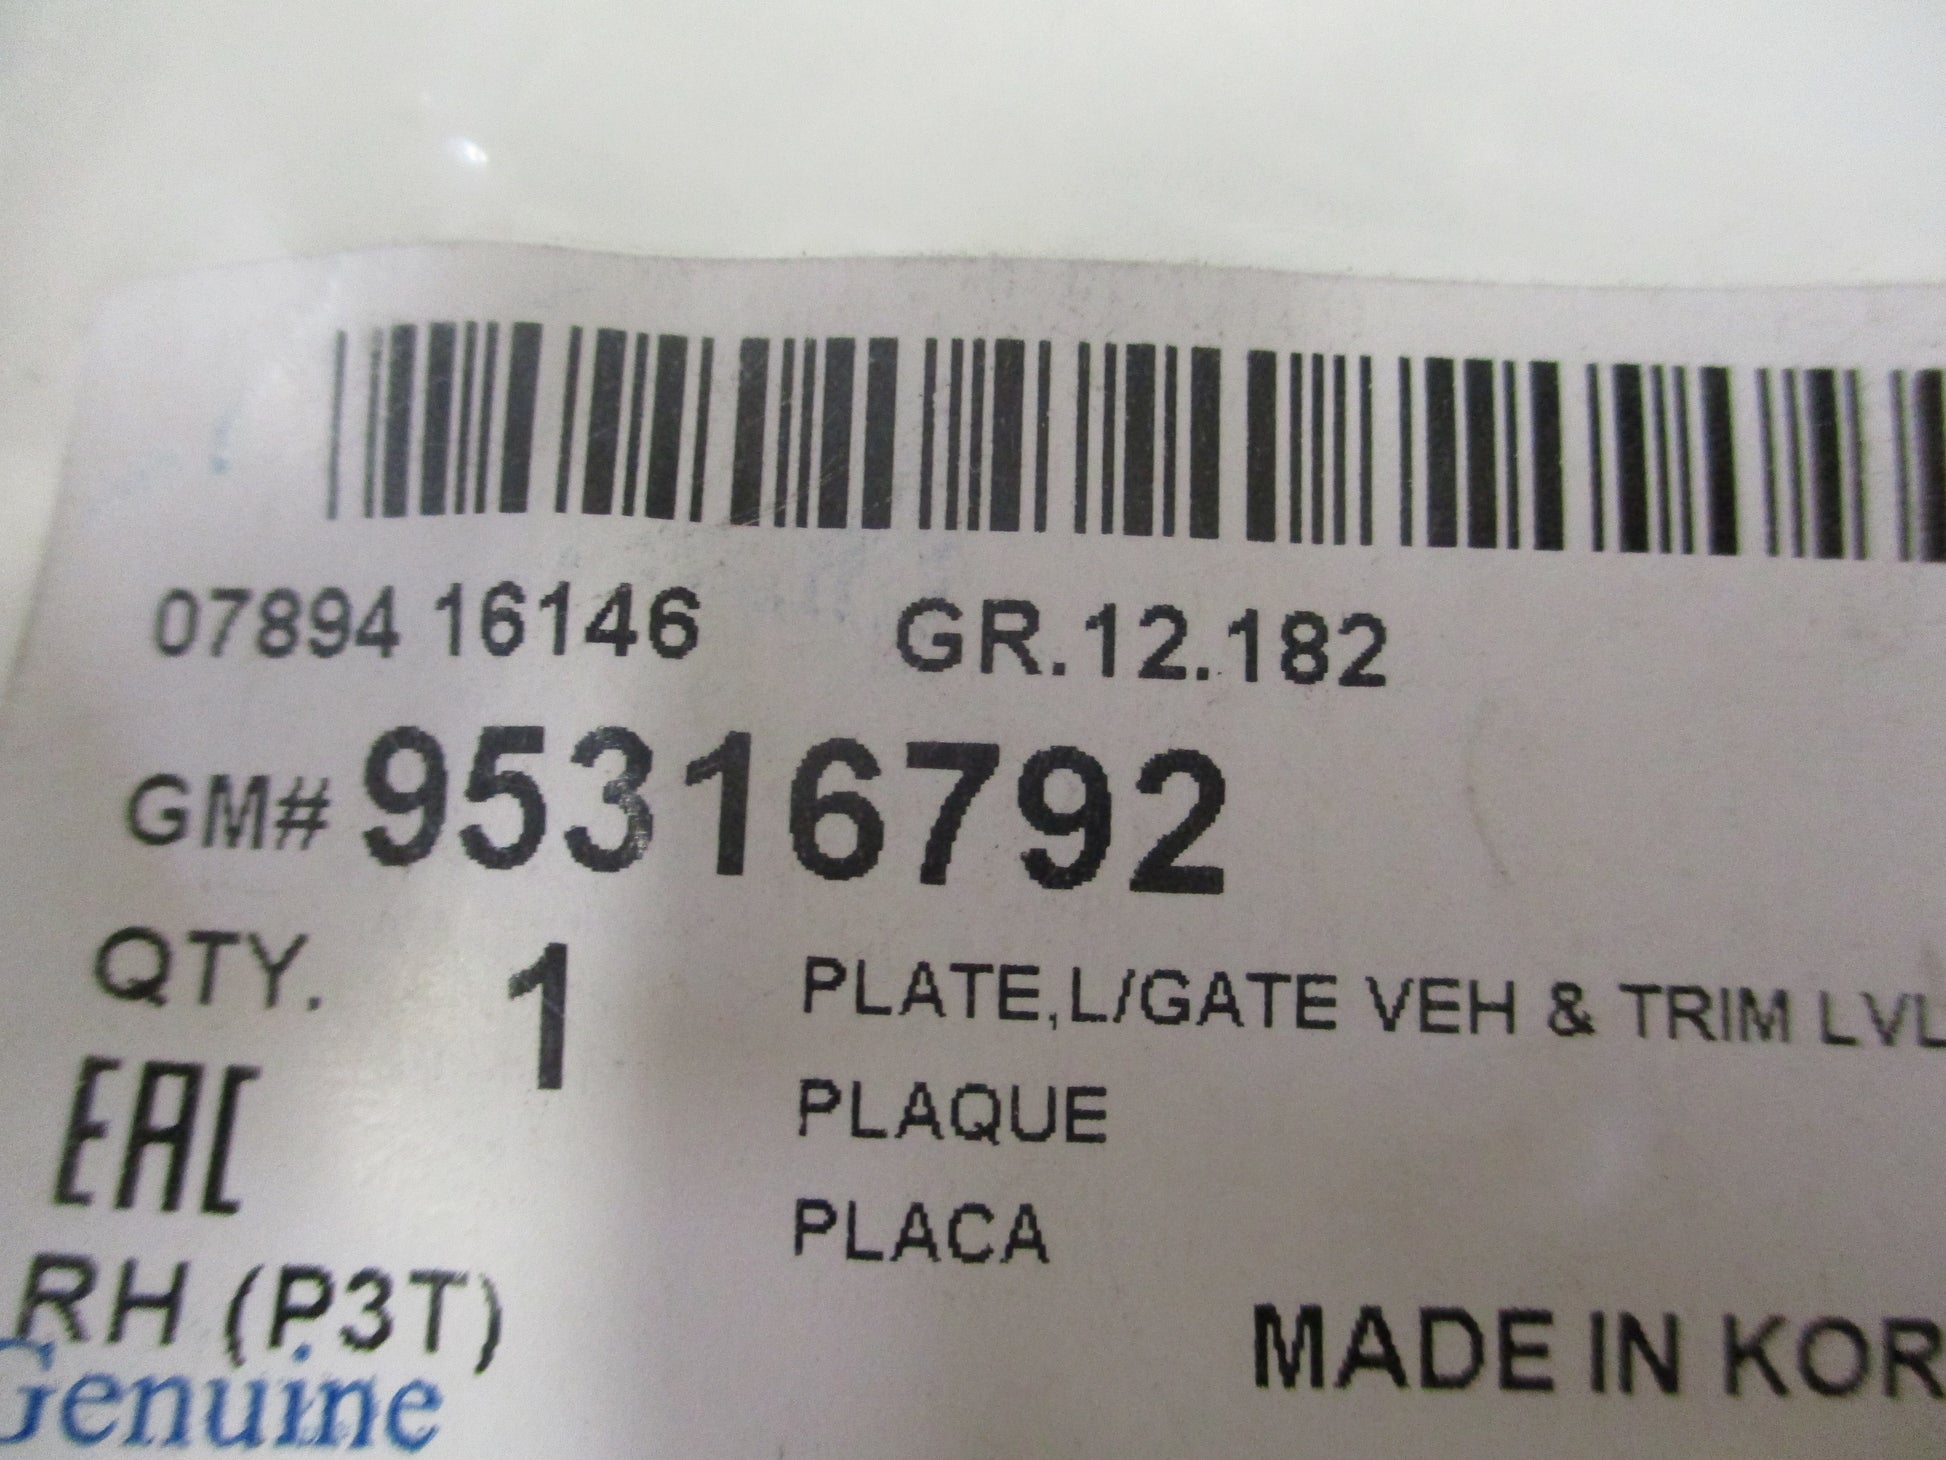 07894 16146 GR.12.182
GM# 95316792
QTY. 1 PLATE,L/GATE VEH & TRIM LVL
PLAQUE
EAC
PLACA
RH (P3T)
MADE IN KOR
Genuine